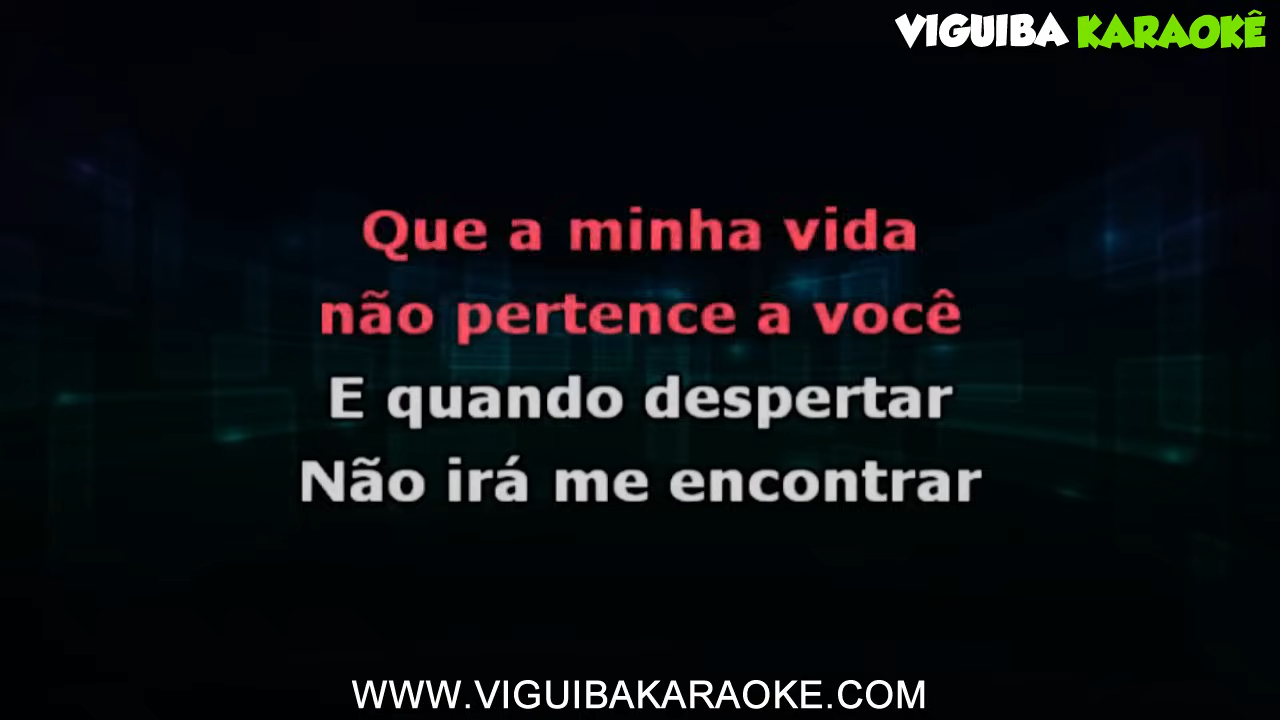 VIGUIBA KARAOKÊ
Que a minha vida
não pertence a você
E quando despertar
Não irá me encontrar
WWW.VIGUIBAKARAOKE.COM